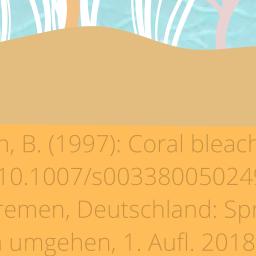 n, B. (1997): Coral bleach
10.1007/s00338005024
remen, Deutschland: Spr
umgehen, 1. Aufl. 2018